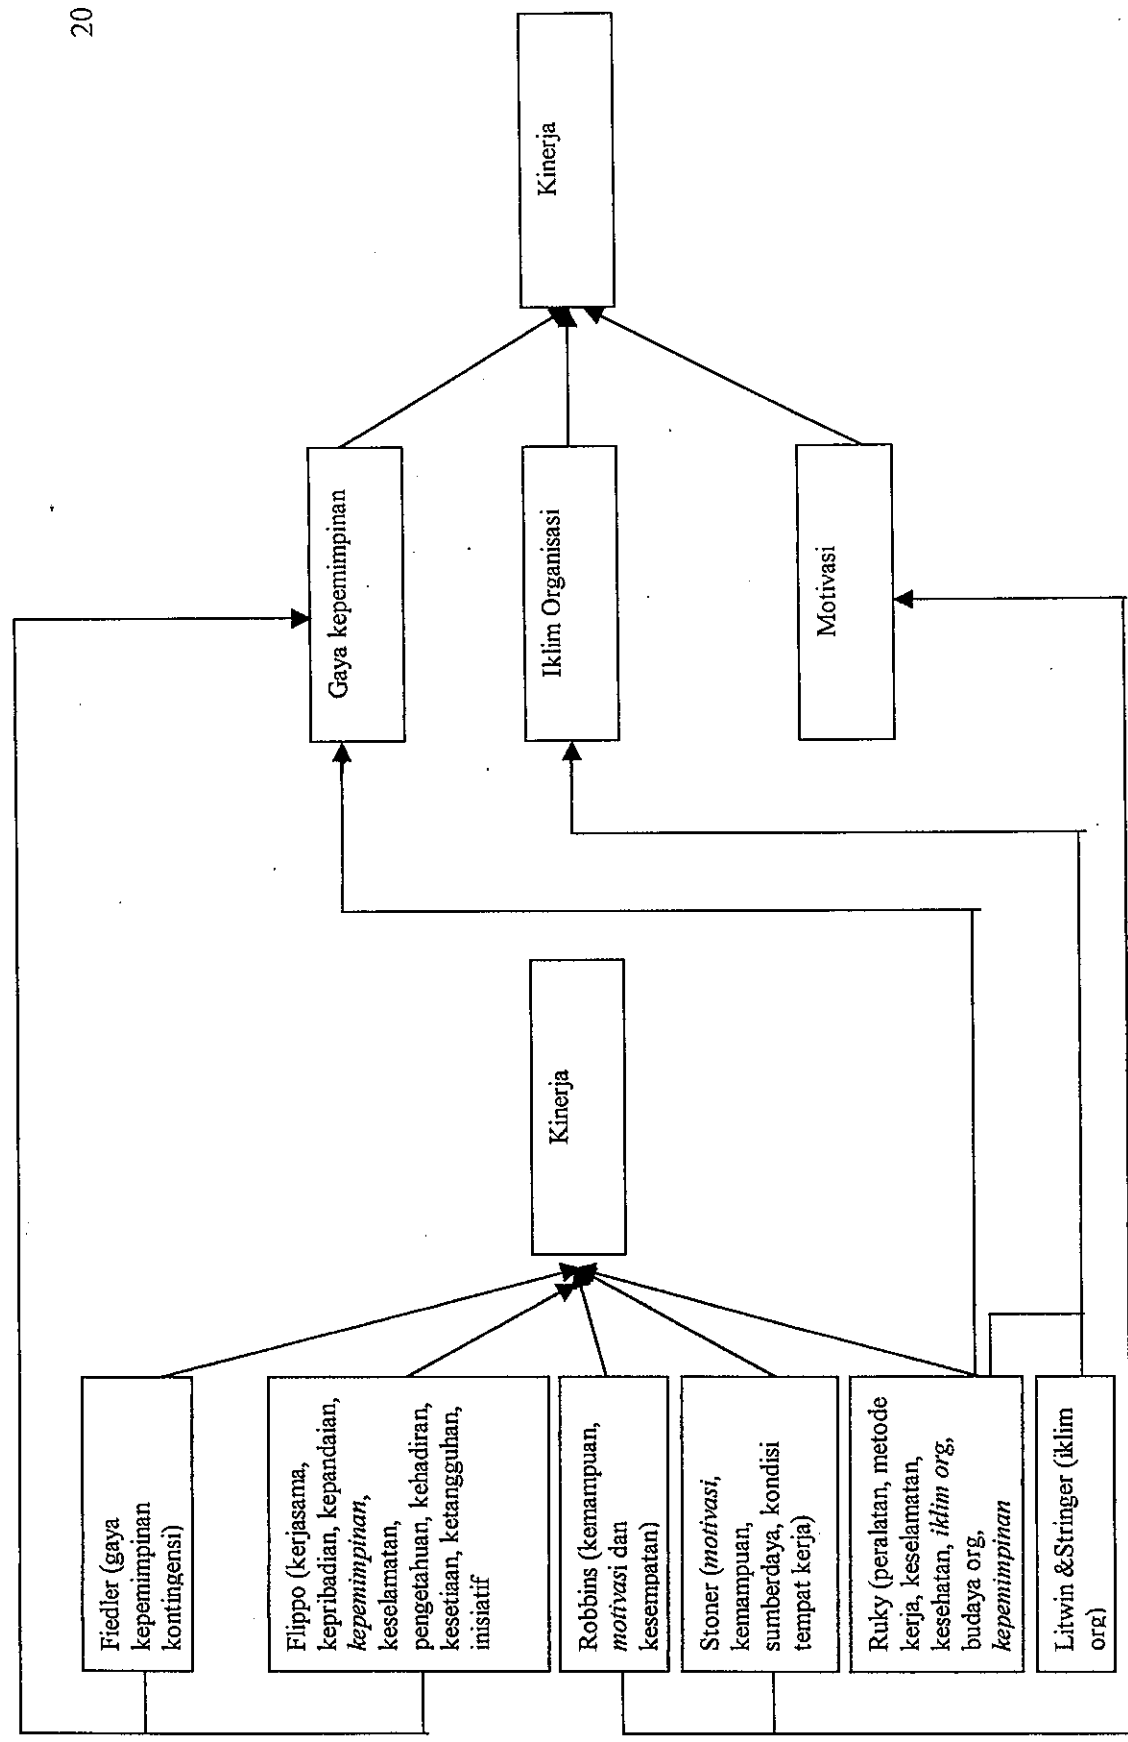 20
Fiedler (gaya
kepemimpinan
kontingensi)
Flippo (kerjasama,
kepribadian, kepandaian,
kepemimpinan,
keselamatan,
pengetahuan, kehadiran,
kesetiaan, ketangguhan,
inisiatif
Robbins (kemampuan,
motivasi dan
kesempatan)
Stoner (motivasi,
kemampuan,
sumberdaya, kondisi
tempat kerja)
Ruky (peralatan, metode
kerja, keselamatan,
kesehatan, iklim org,
budaya org,
kepemimpinan
Litwin &Stringer (iklim
org)
Kinerja
Gaya kepemimpinan
Iklim Organisasi
Motivasi
Kinerja